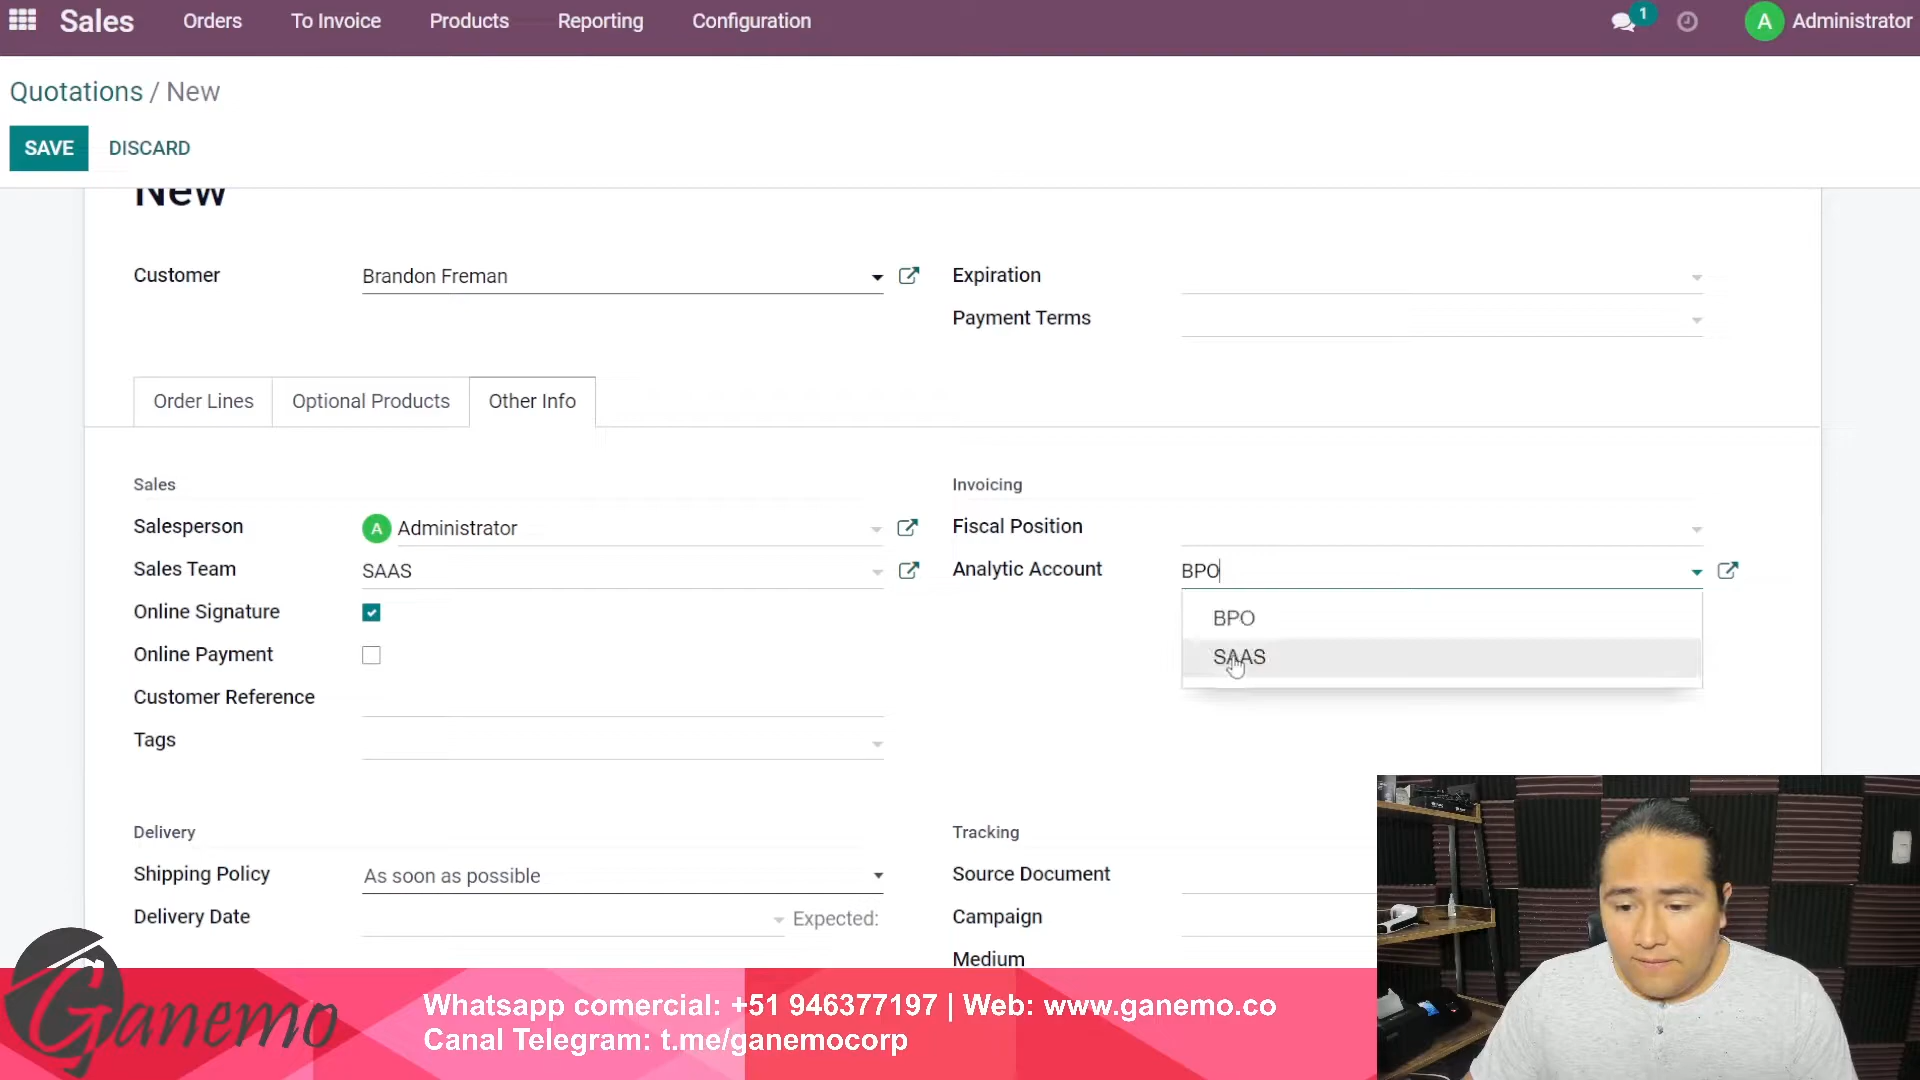 Sales Orders To Invoice Products Reporting Configuration 1 A Administrator
Quotations / New
SAVE DISCARD
New
Customer Brandon Freman Expiration
Payment Terms
Order Lines Optional Products Other Info
Sales Invoicing
Salesperson A Administrator Fiscal Position
Sales Team SAAS Analytic Account BPO
Online Signature BPO
Online Payment SAAS
Customer Reference
Tags
Delivery Tracking
Shipping Policy As soon as possible Source Document
Delivery Date Expected: Campaign
Medium
Ganemo
Whatsapp comercial: +51 946377197 | Web: www.ganemo.co
Canal Telegram: t.me/ganemocorp